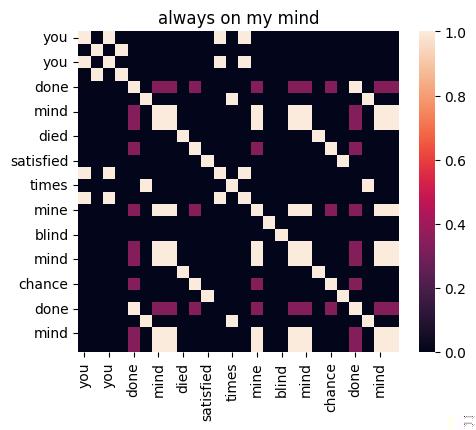 always on my mind
you
you
done
mind
died
satisfied
times
mine
blind
mind
chance
done
mind
1.0
0.8
0.6
0.4
0.2
0.0
you
you
done
mind
died
satisfied
times
mine
blind
mind
chance
done
mind